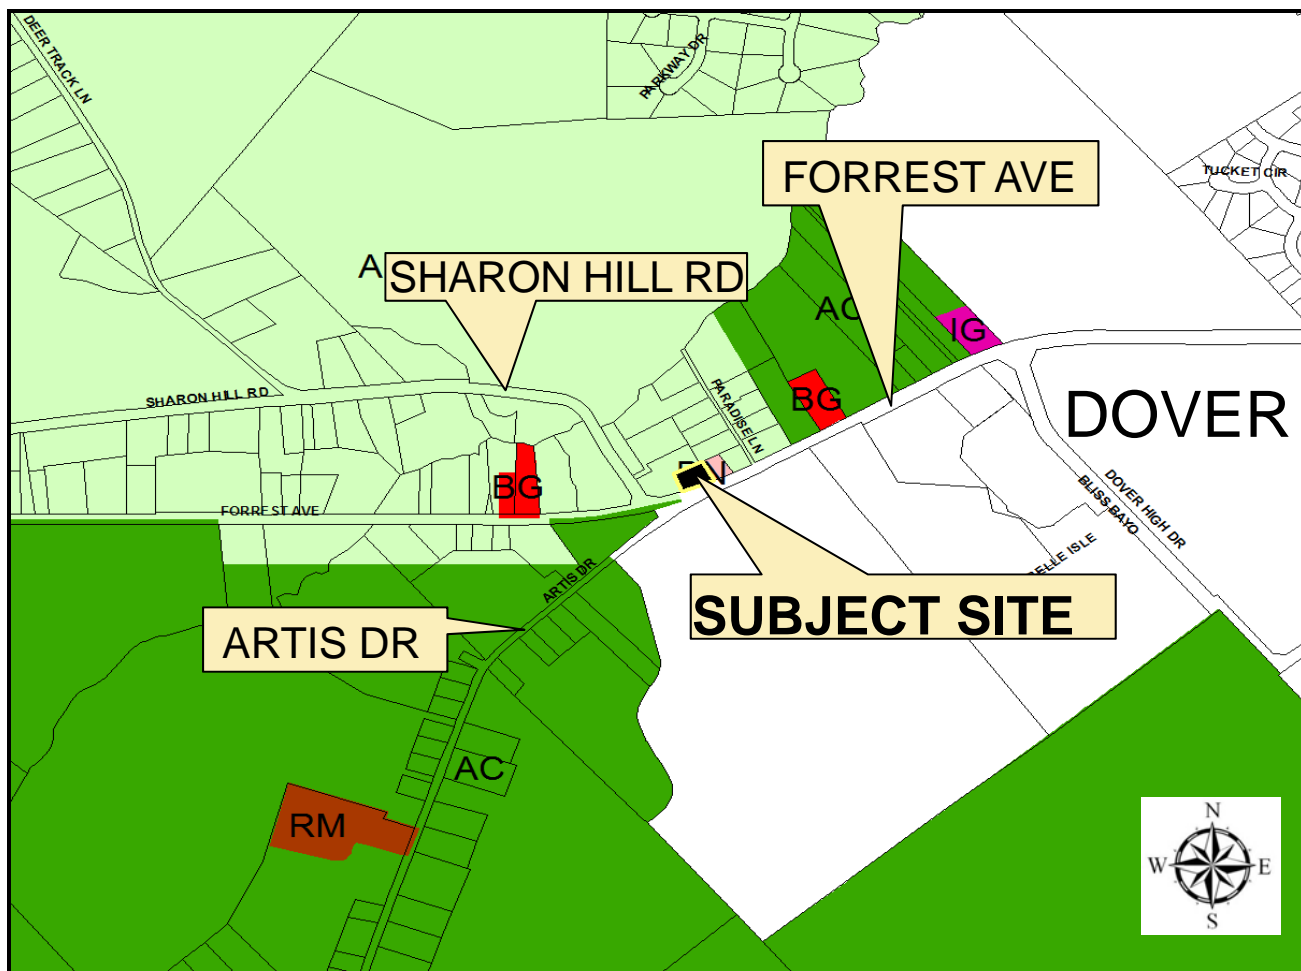 DEER TRACK LN
PARKWAY DR
TUCKET CIR
FORREST AVE
A
SHARON HILL RD
AC
IG
SHARON HILL RD
PARADISE LN
BG
DOVER
BG
FORREST AVE
DOVER HIGH DR
BLISS BAYO
BELLE ISLE
ARTIS DR
SUBJECT SITE
ARTIS DR
AC
RM
N
W E
S